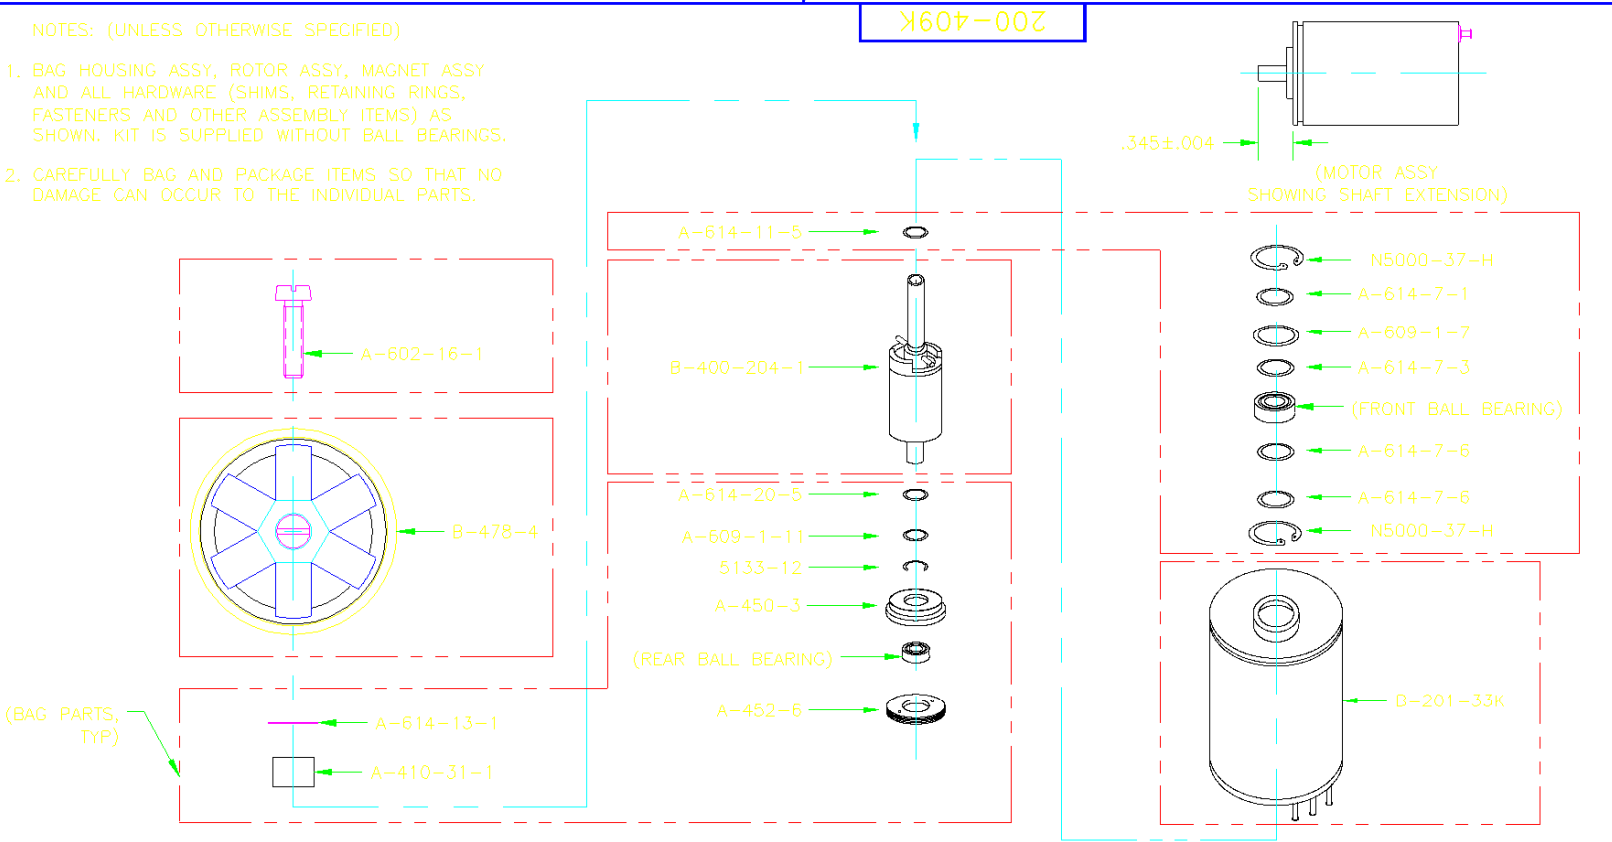 NOTES: (UNLESS OTHERWISE SPECIFIED)
1. BAG HOUSING ASSY, ROTOR ASSY, MAGNET ASSY
AND ALL HARDWARE (SHIMS, RETAINING RINGS,
FASTENERS AND OTHER ASSEMBLY ITEMS) AS
SHOWN. KIT IS SUPPLIED WITHOUT BALL BEARINGS.
2. CAREFULLY BAG AND PACKAGE ITEMS SO THAT NO
DAMAGE CAN OCCUR TO THE INDIVIDUAL PARTS.
200-409K
.345±.004
(MOTOR ASSY
SHOWING SHAFT EXTENSION)
A-602-16-1
B-478-4
(BAG PARTS,
TYP)
A-614-13-1
A-410-31-1
A-614-11-5
B-400-204-1
A-614-20-5
A-609-1-11
5133-12
A-450-3
(REAR BALL BEARING)
A-452-6
N5000-37-H
A-614-7-1
A-609-1-7
A-614-7-3
(FRONT BALL BEARING)
A-614-7-6
A-614-7-6
N5000-37-H
D-201-33K